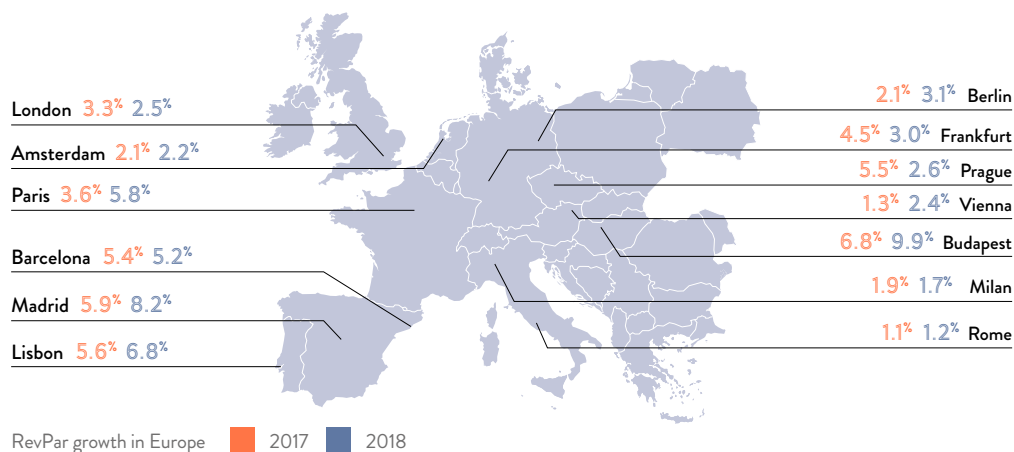 London 3.3% 2.5%
Amsterdam 2.1% 2.2%
Paris 3.6% 5.8%
Barcelona 5.4% 5.2%
Madrid 5.9% 8.2%
Lisbon 5.6% 6.8%
2.1% 3.1% Berlin
4.5% 3.0% Frankfurt
5.5% 2.6% Prague
1.3% 2.4% Vienna
6.8% 9.9% Budapest
1.9% 1.7% Milan
1.1% 1.2% Rome
RevPar growth in Europe 2017 2018